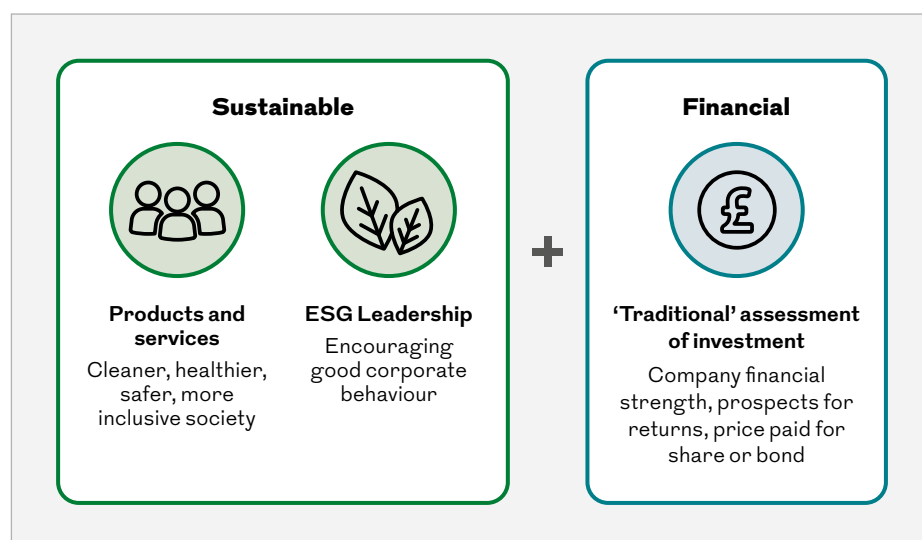 Sustainable
Products and
services
Cleaner, healthier,
safer, more
inclusive society
ESG Leadership
Encouraging
good corporate
behaviour
+
Financial
£
‘Traditional’ assessment
of investment
Company financial
strength, prospects for
returns, price paid for
share or bond